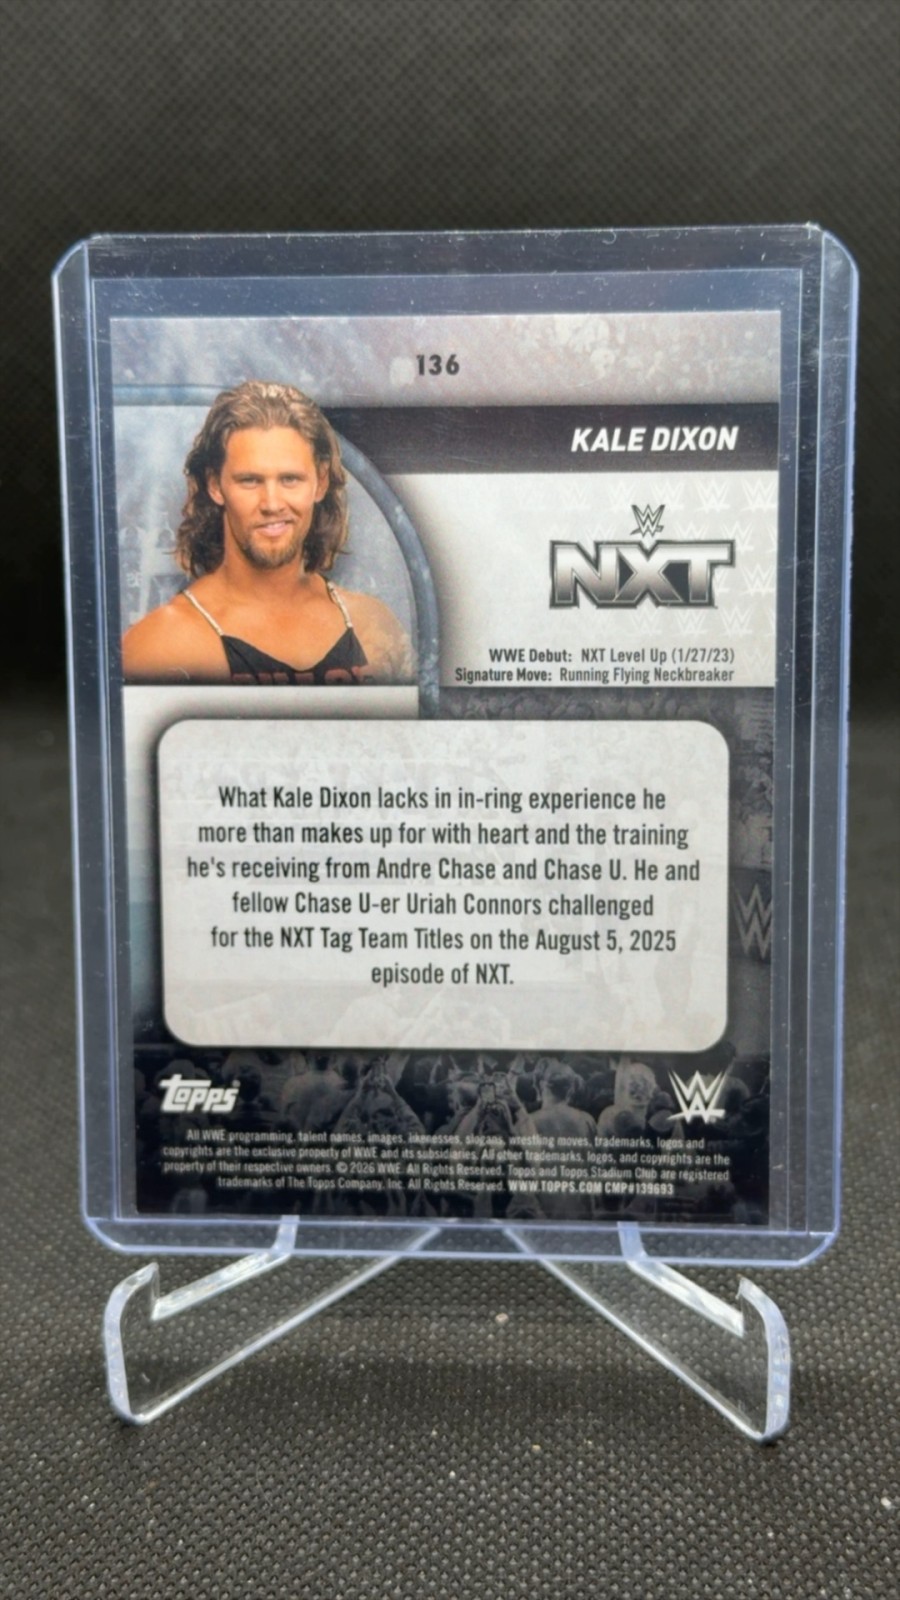 136
KALE DIXON
W
NXT
WWE Debut: NXT Level Up (1/27/23)
Signature Move: Running Flying Neckbreaker
What Kale Dixon lacks in in-ring experience he
more than makes up for with heart and the training
he's receiving from Andre Chase and Chase U. He and
fellow Chase U-er Uriah Connors challenged
for the NXT Tag Team Titles on the August 5, 2025
episode of NXT.
Topps
W
All WWE programming, talent names, images, likenesses, slogans, wrestling moves, trademarks, logos and
copyrights are the exclusive property of WWE and its subsidiaries. All other trademarks, logos, and copyrights are the
property of their respective owners. © 2026 WWE. All Rights Reserved. Topps and Topps Stadium Club are registered
trademarks of The Topps Company, Inc. All Rights Reserved. WWW.TOPPS.COM CMP#139693